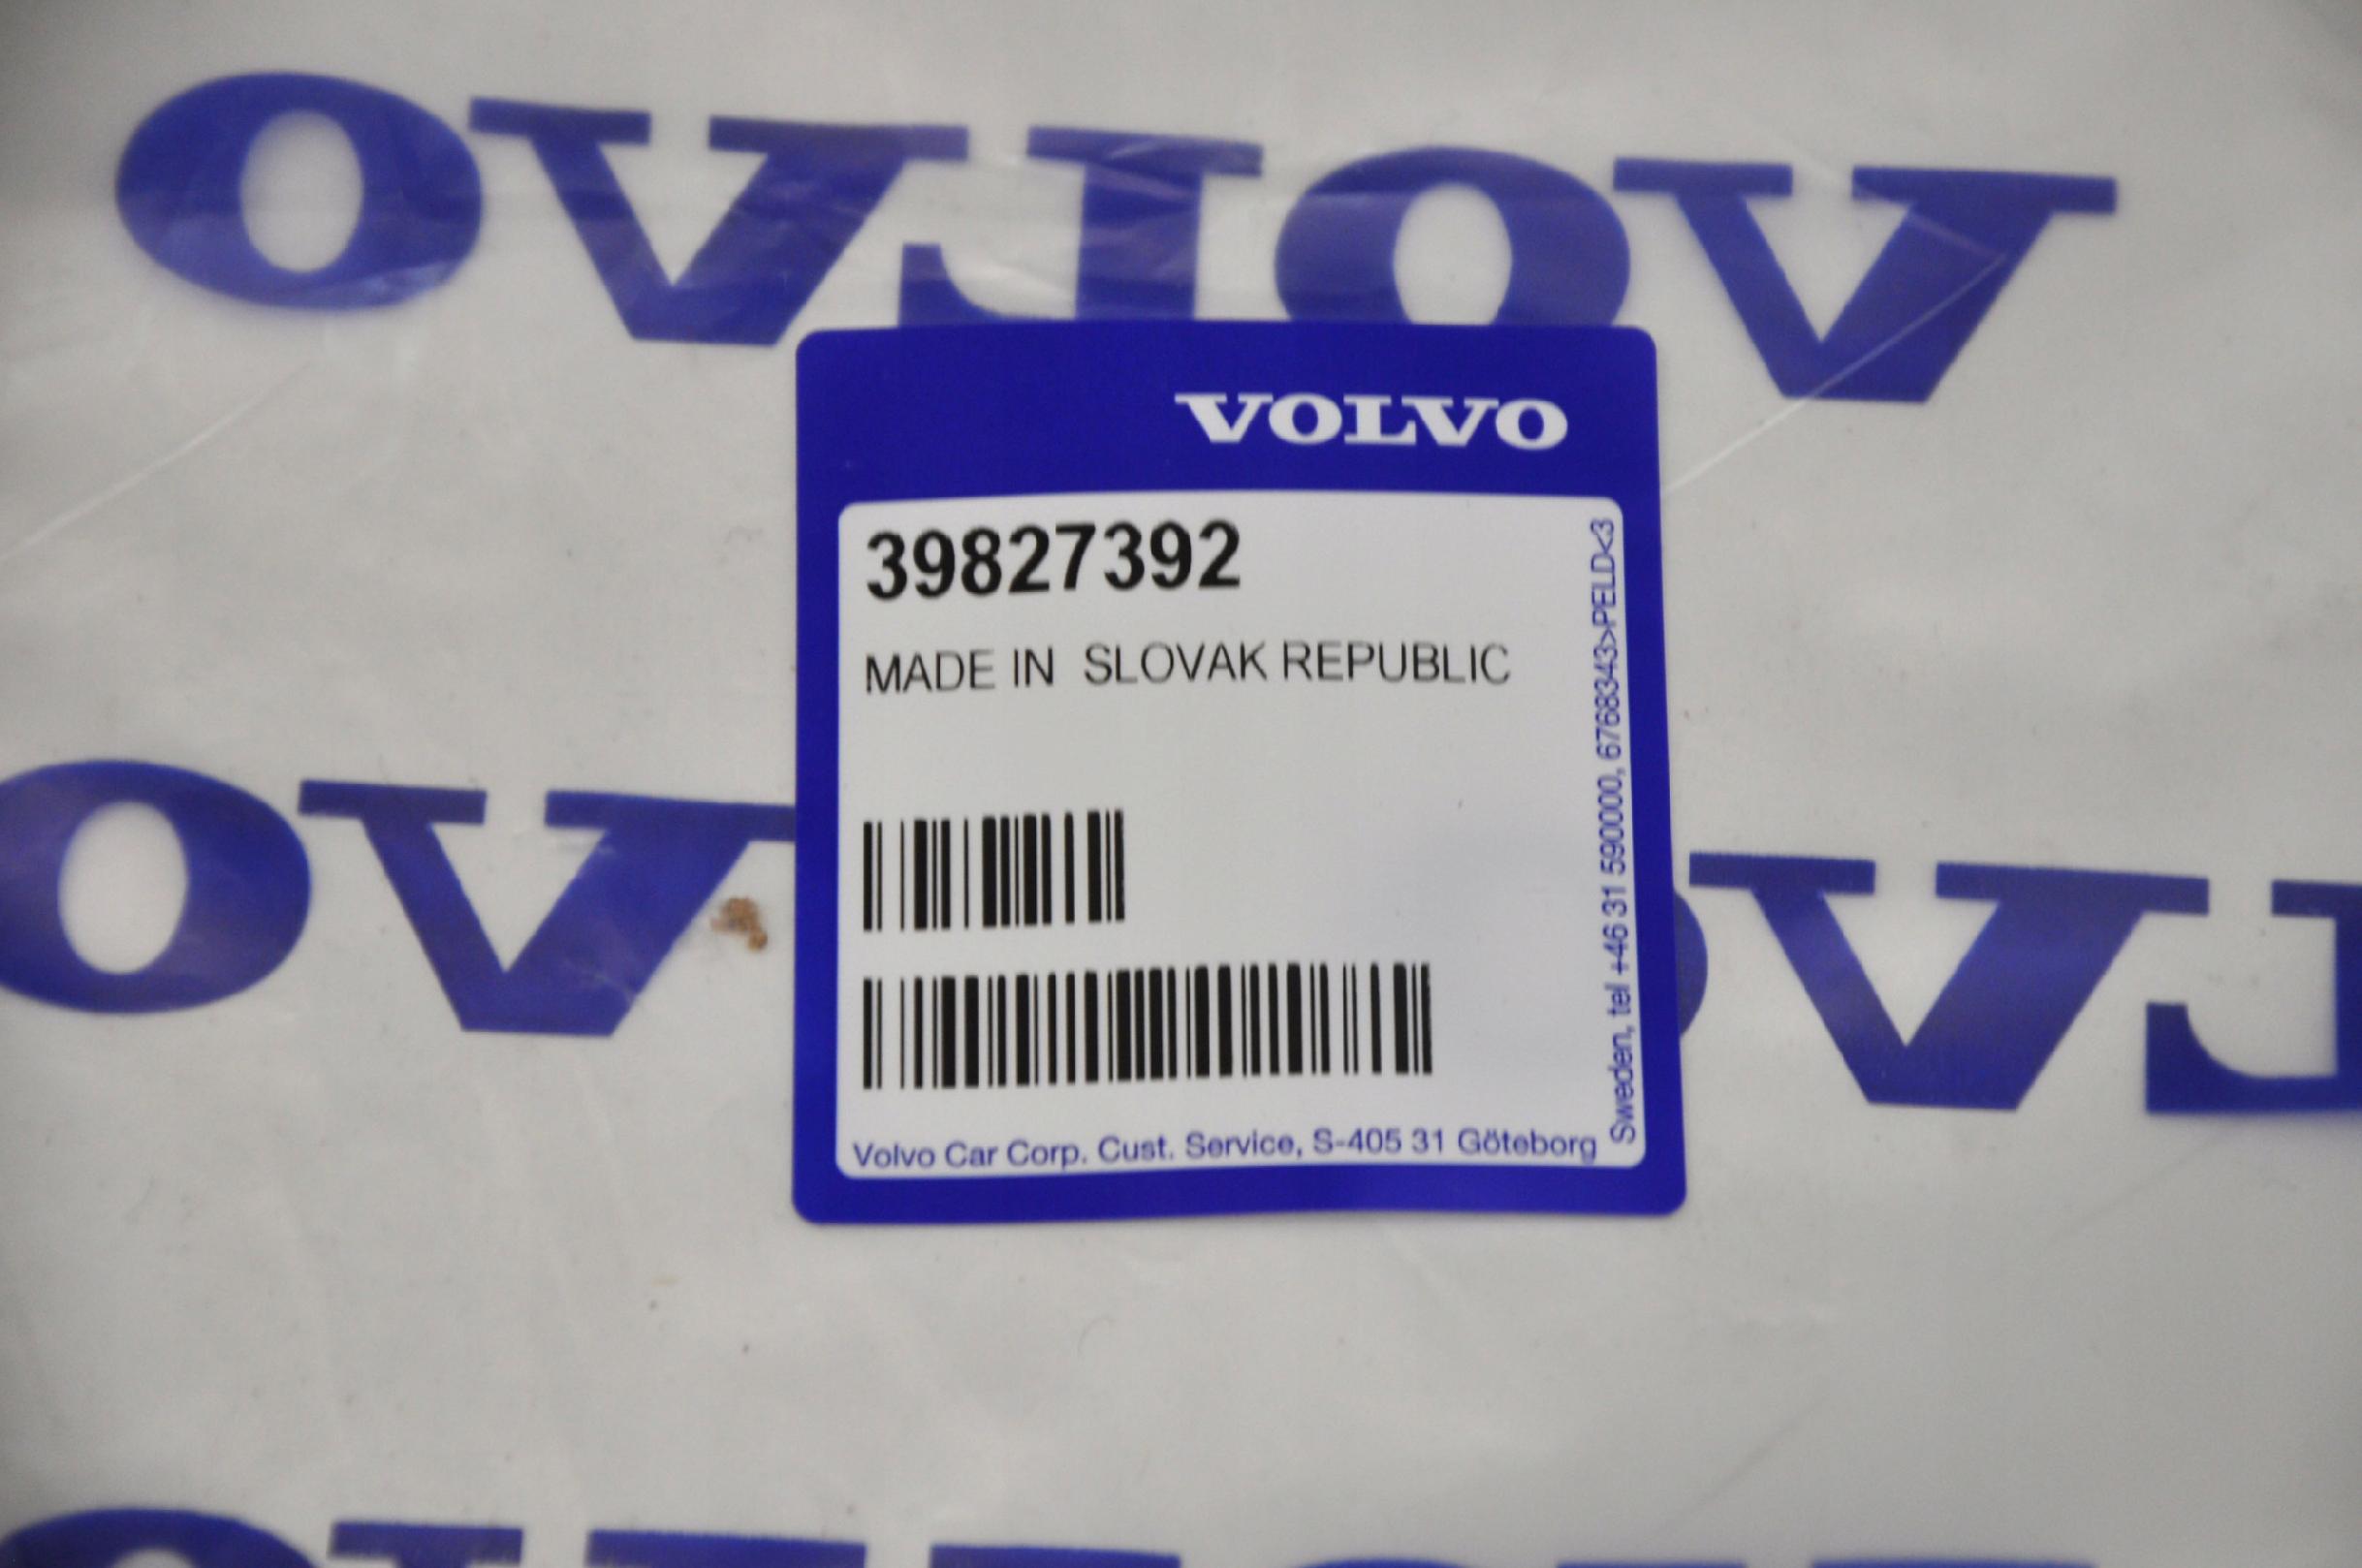 VOLVO
VOLVO
39827392
MADE IN SLOVAK REPUBLIC
Volvo Car Corp. Cust. Service, S-405 31 Göteborg
Sweden, tel +46 31 590000, 67683343>PELD<3